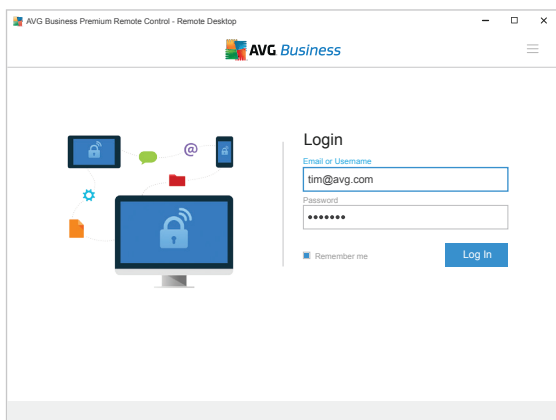 AVG Business Premium Remote Control - Remote Desktop
AVG Business
@
Login
Email or Username
tim@avg.com
Password
•••••••
Remember me
Log In